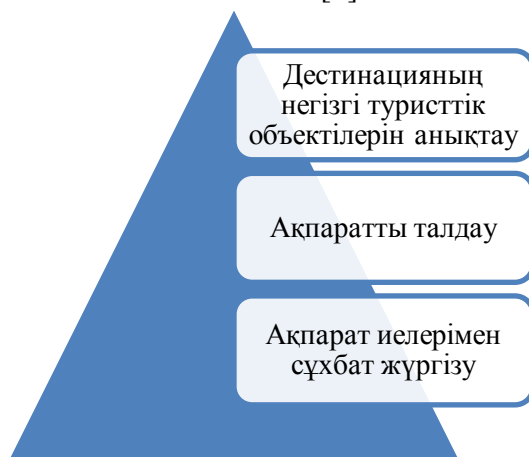 Дестинацияның
негізгі туристтік
объектілерін анықтау
Ақпаратты талдау
Ақпарат иелерімен
сұхбат жүргізу